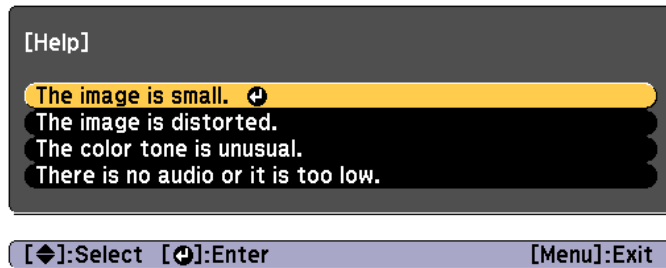 [Help]
The image is small.
The image is distorted.
The color tone is unusual.
There is no audio or it is too low.
[◆]:Select [⏎]:Enter [Menu]:Exit